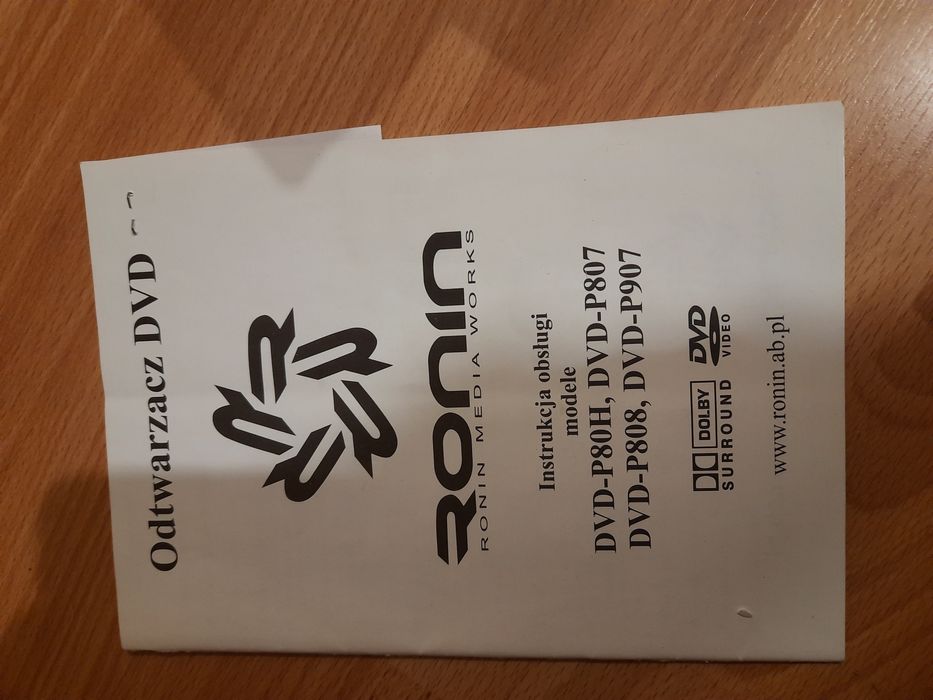 Odtwarzacz DVD
RONIN
RONIN MEDIA WORKS
Instrukcja obsługi
modele
DVD-P80H, DVD-P807
DVD-P808, DVD-P907
DOLBY
SURROUND
DVD
VIDEO
www.ronin.ab.pl